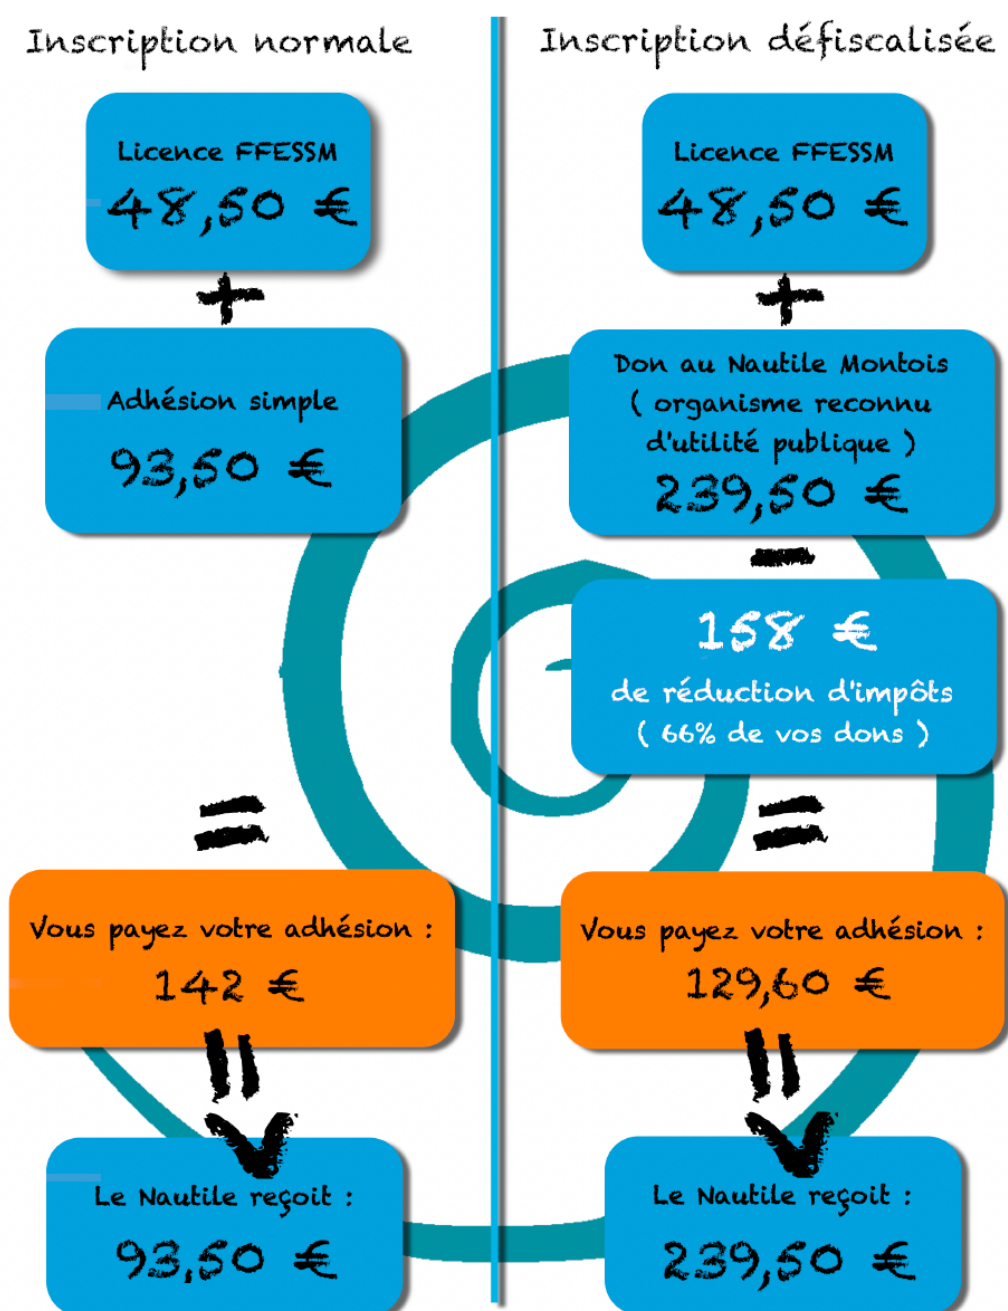 Inscription normale
Licence FFESSM
48,50 €
+
Adhésion simple
93,50 €
=
Vous payez votre adhésion :
142 €
Le Nautile reçoit :
93,50 €
Inscription défiscalisée
Licence FFESSM
48,50 €
+
Don au Nautile Montois
( organisme reconnu
d'utilité publique )
239,50 €
-
158 €
de réduction d'impôts
( 66% de vos dons )
=
Vous payez votre adhésion :
129,60 €
Le Nautile reçoit :
239,50 €